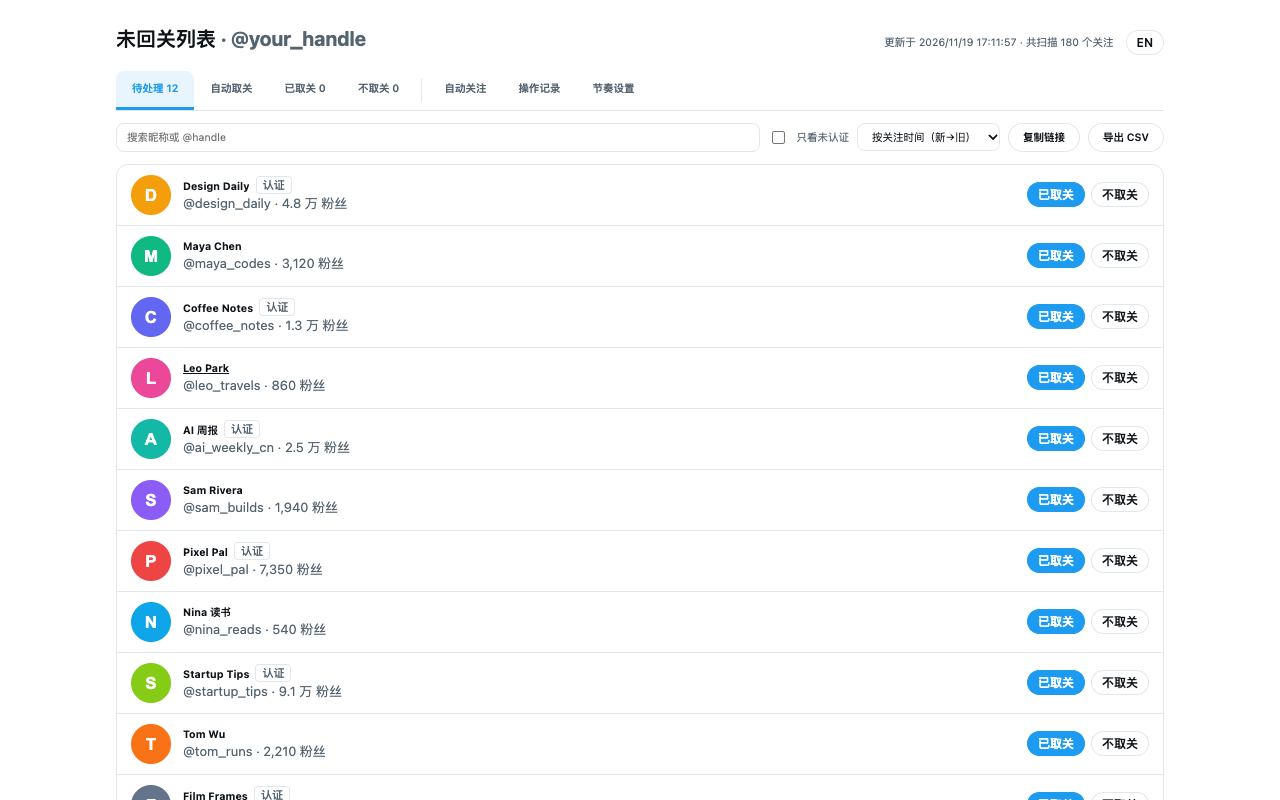 未回关列表 · @your_handle
更新于 2026/11/19 17:11:57 · 共扫描 180 个关注
EN
待处理 12
自动取关
已取关 0
不取关 0
自动关注
操作记录
节奏设置
搜索昵称或 @handle
只看未认证
按关注时间（新→旧）
复制链接
导出 CSV
D
Design Daily 认证
@design_daily · 4.8 万 粉丝
已取关
不取关
M
Maya Chen
@maya_codes · 3,120 粉丝
已取关
不取关
C
Coffee Notes 认证
@coffee_notes · 1.3 万 粉丝
已取关
不取关
L
Leo Park
@leo_travels · 860 粉丝
已取关
不取关
A
AI 周报 认证
@ai_weekly_cn · 2.5 万 粉丝
已取关
不取关
S
Sam Rivera
@sam_builds · 1,940 粉丝
已取关
不取关
P
Pixel Pal 认证
@pixel_pal · 7,350 粉丝
已取关
不取关
N
Nina 读书
@nina_reads · 540 粉丝
已取关
不取关
S
Startup Tips 认证
@startup_tips · 9.1 万 粉丝
已取关
不取关
T
Tom Wu
@tom_runs · 2,210 粉丝
已取关
不取关
Film Frames 认证